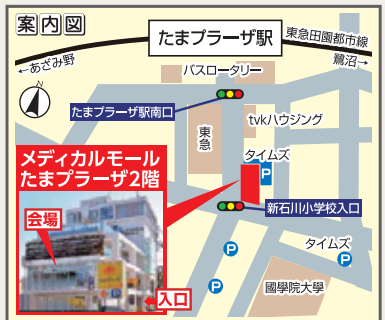 案内図
たまプラーザ駅
東急田園都市線
←あざみ野
鷺沼→
バスロータリー
N
たまプラーザ駅南口
tvkハウジング
東急
タイムズ
P
メディカルモール
たまプラーザ2階
会場
新石川小学校入口
P
タイムズ
P
P
國學院大學
入口